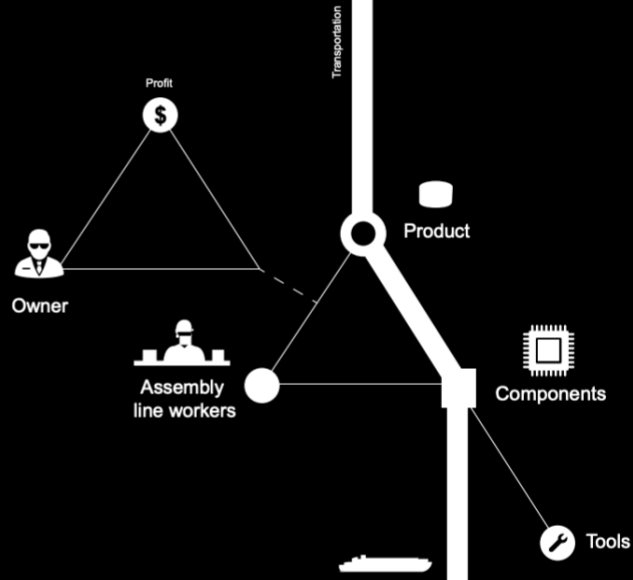 Transportation
Profit
$
Product
Owner
Assembly
line workers
Components
Tools